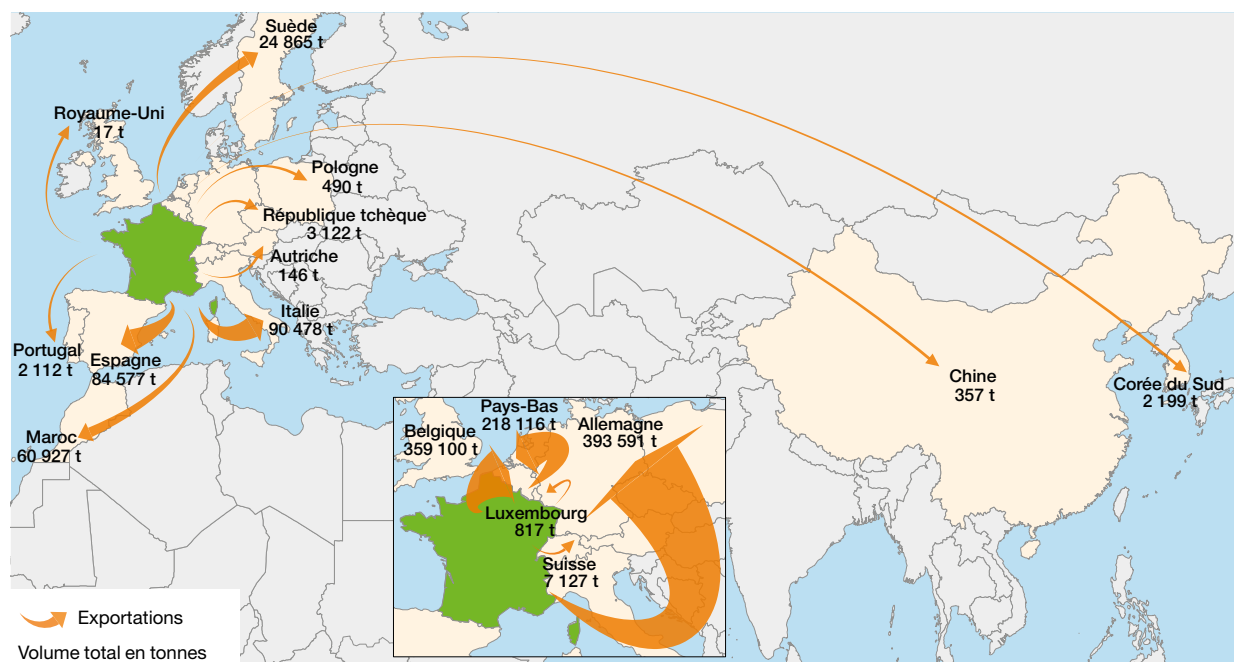 Suède
24 865 t
Royaume-Uni
17 t
Pologne
490 t
République tchèque
3 122 t
Autriche
146 t
Italie
90 478 t
Portugal
2 112 t
Espagne
84 577 t
Maroc
60 927 t
Chine
357 t
Corée du Sud
2 199 t
Pays-Bas
218 116 t
Belgique
359 100 t
Allemagne
393 591 t
Luxembourg
817 t
Suisse
7 127 t
Exportations
Volume total en tonnes